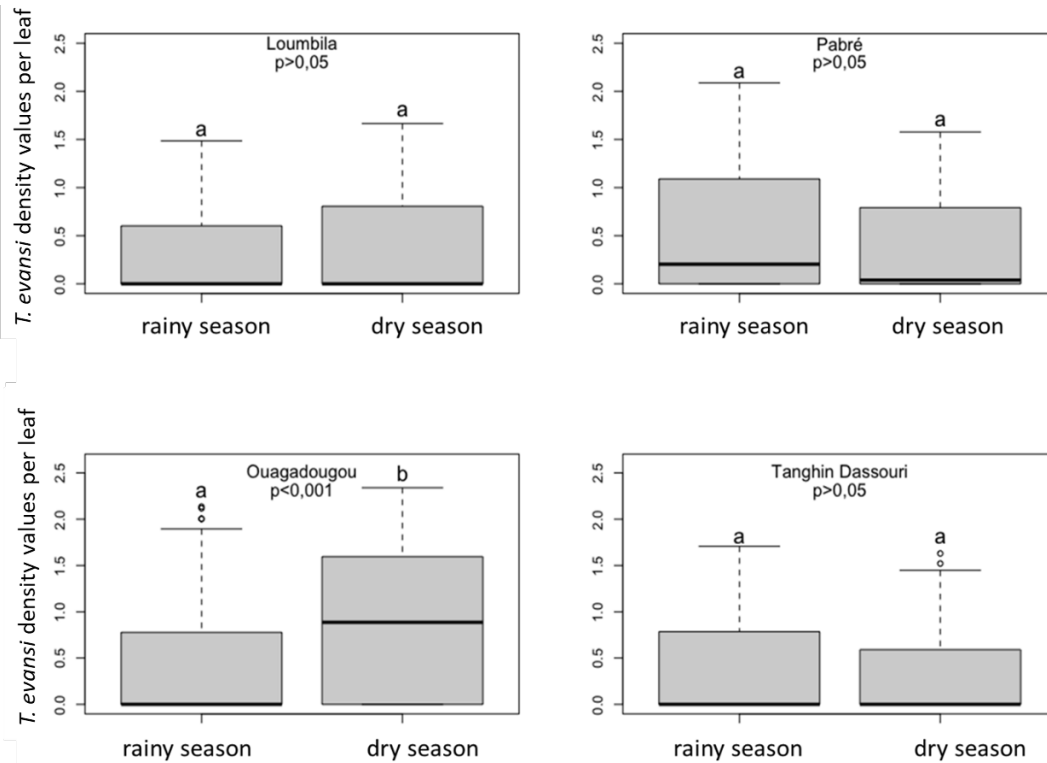 T. evansi density values per leaf
Loumbila
p>0,05
2.5
2.0
1.5
1.0
0.5
0.0
a
a
rainy season
dry season
Pabré
p>0,05
2.5
2.0
1.5
1.0
0.5
0.0
a
a
rainy season
dry season
T. evansi density values per leaf
Ouagadougou
p<0,001
2.5
2.0
1.5
1.0
0.5
0.0
a
b
rainy season
dry season
Tanghin Dassouri
p>0,05
2.5
2.0
1.5
1.0
0.5
0.0
a
a
rainy season
dry season